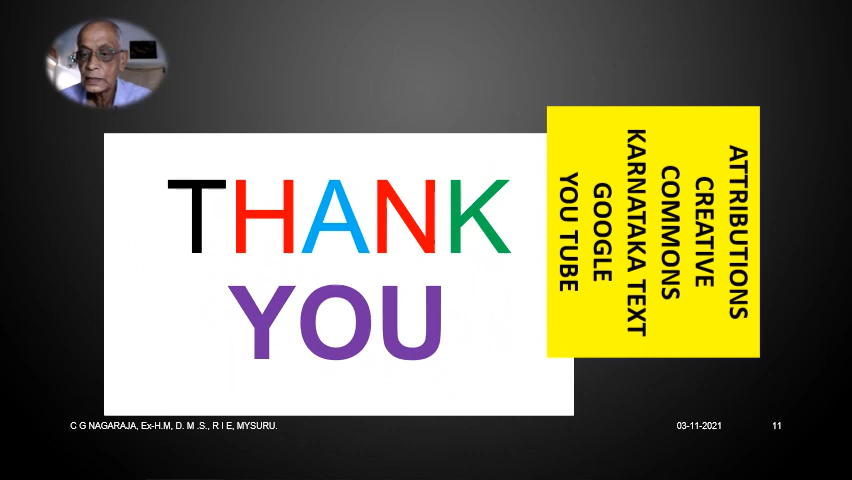 THANK
YOU
ATTRIBUTIONS
CREATIVE
COMMONS
KARNATAKA TEXT
GOOGLE
YOU TUBE
C G NAGARAJA, Ex-H.M, D. M .S., R I E, MYSURU.
03-11-2021
11